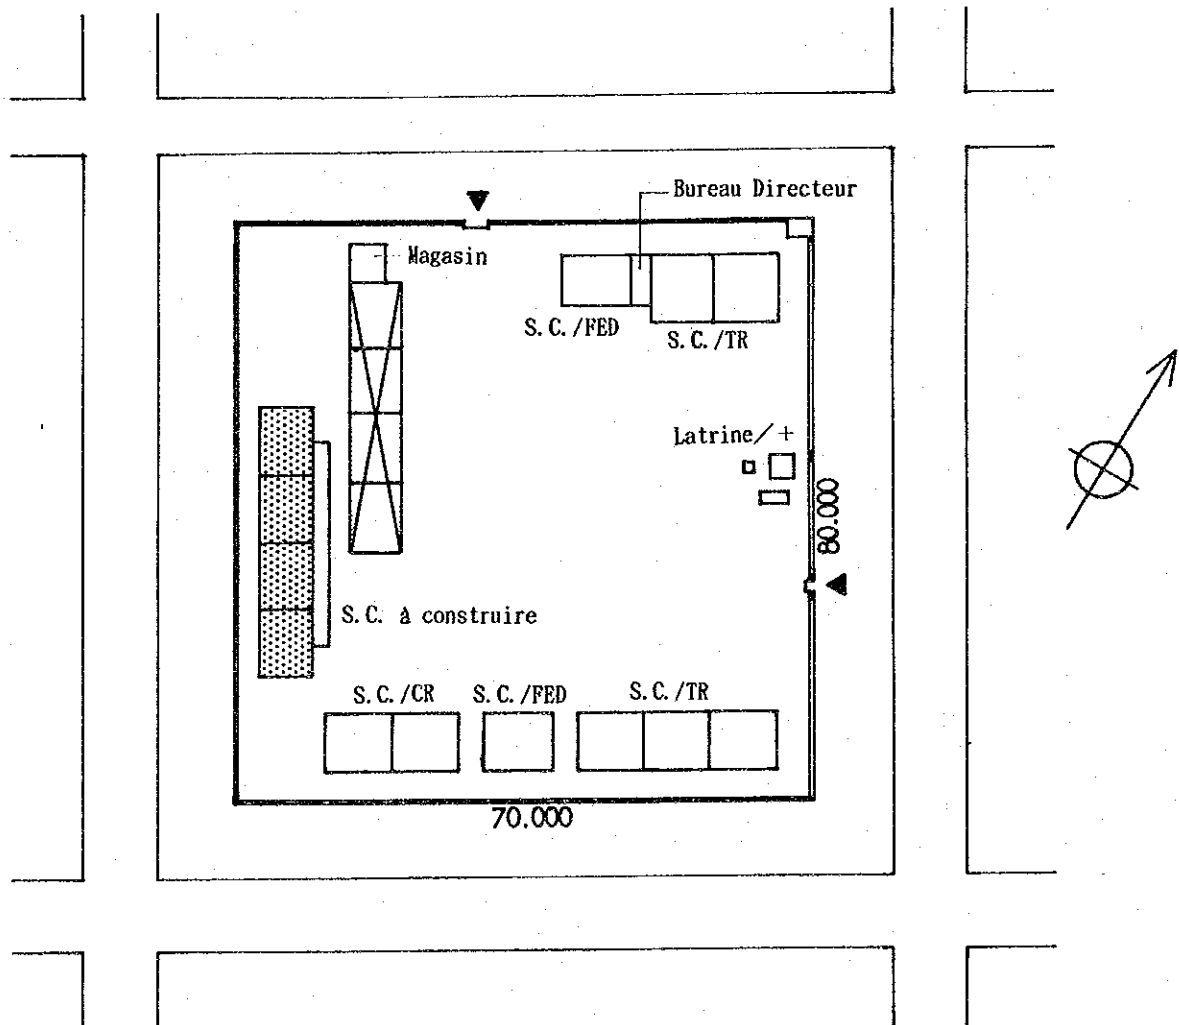 Bureau Directeur
Magasin
S.C./FED
S.C./TR
Latrine/+
80.000
S.C. à construire
S.C./CR
S.C./FED
S.C./TR
70.000